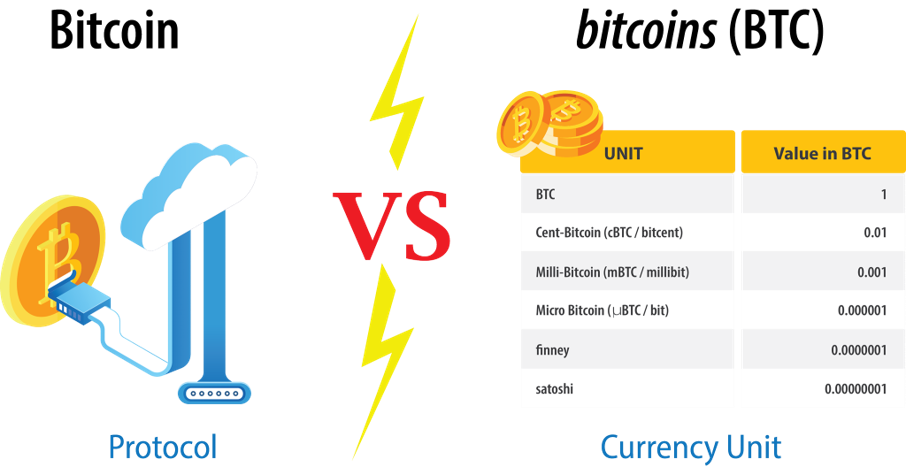 Bitcoin
VS
bitcoins (BTC)
UNIT Value in BTC
BTC 1
Cent-Bitcoin (cBTC / bitcent) 0.01
Milli-Bitcoin (mBTC / millibit) 0.001
Micro Bitcoin (μBTC / bit) 0.000001
finney 0.0000001
satoshi 0.00000001
Protocol
Currency Unit